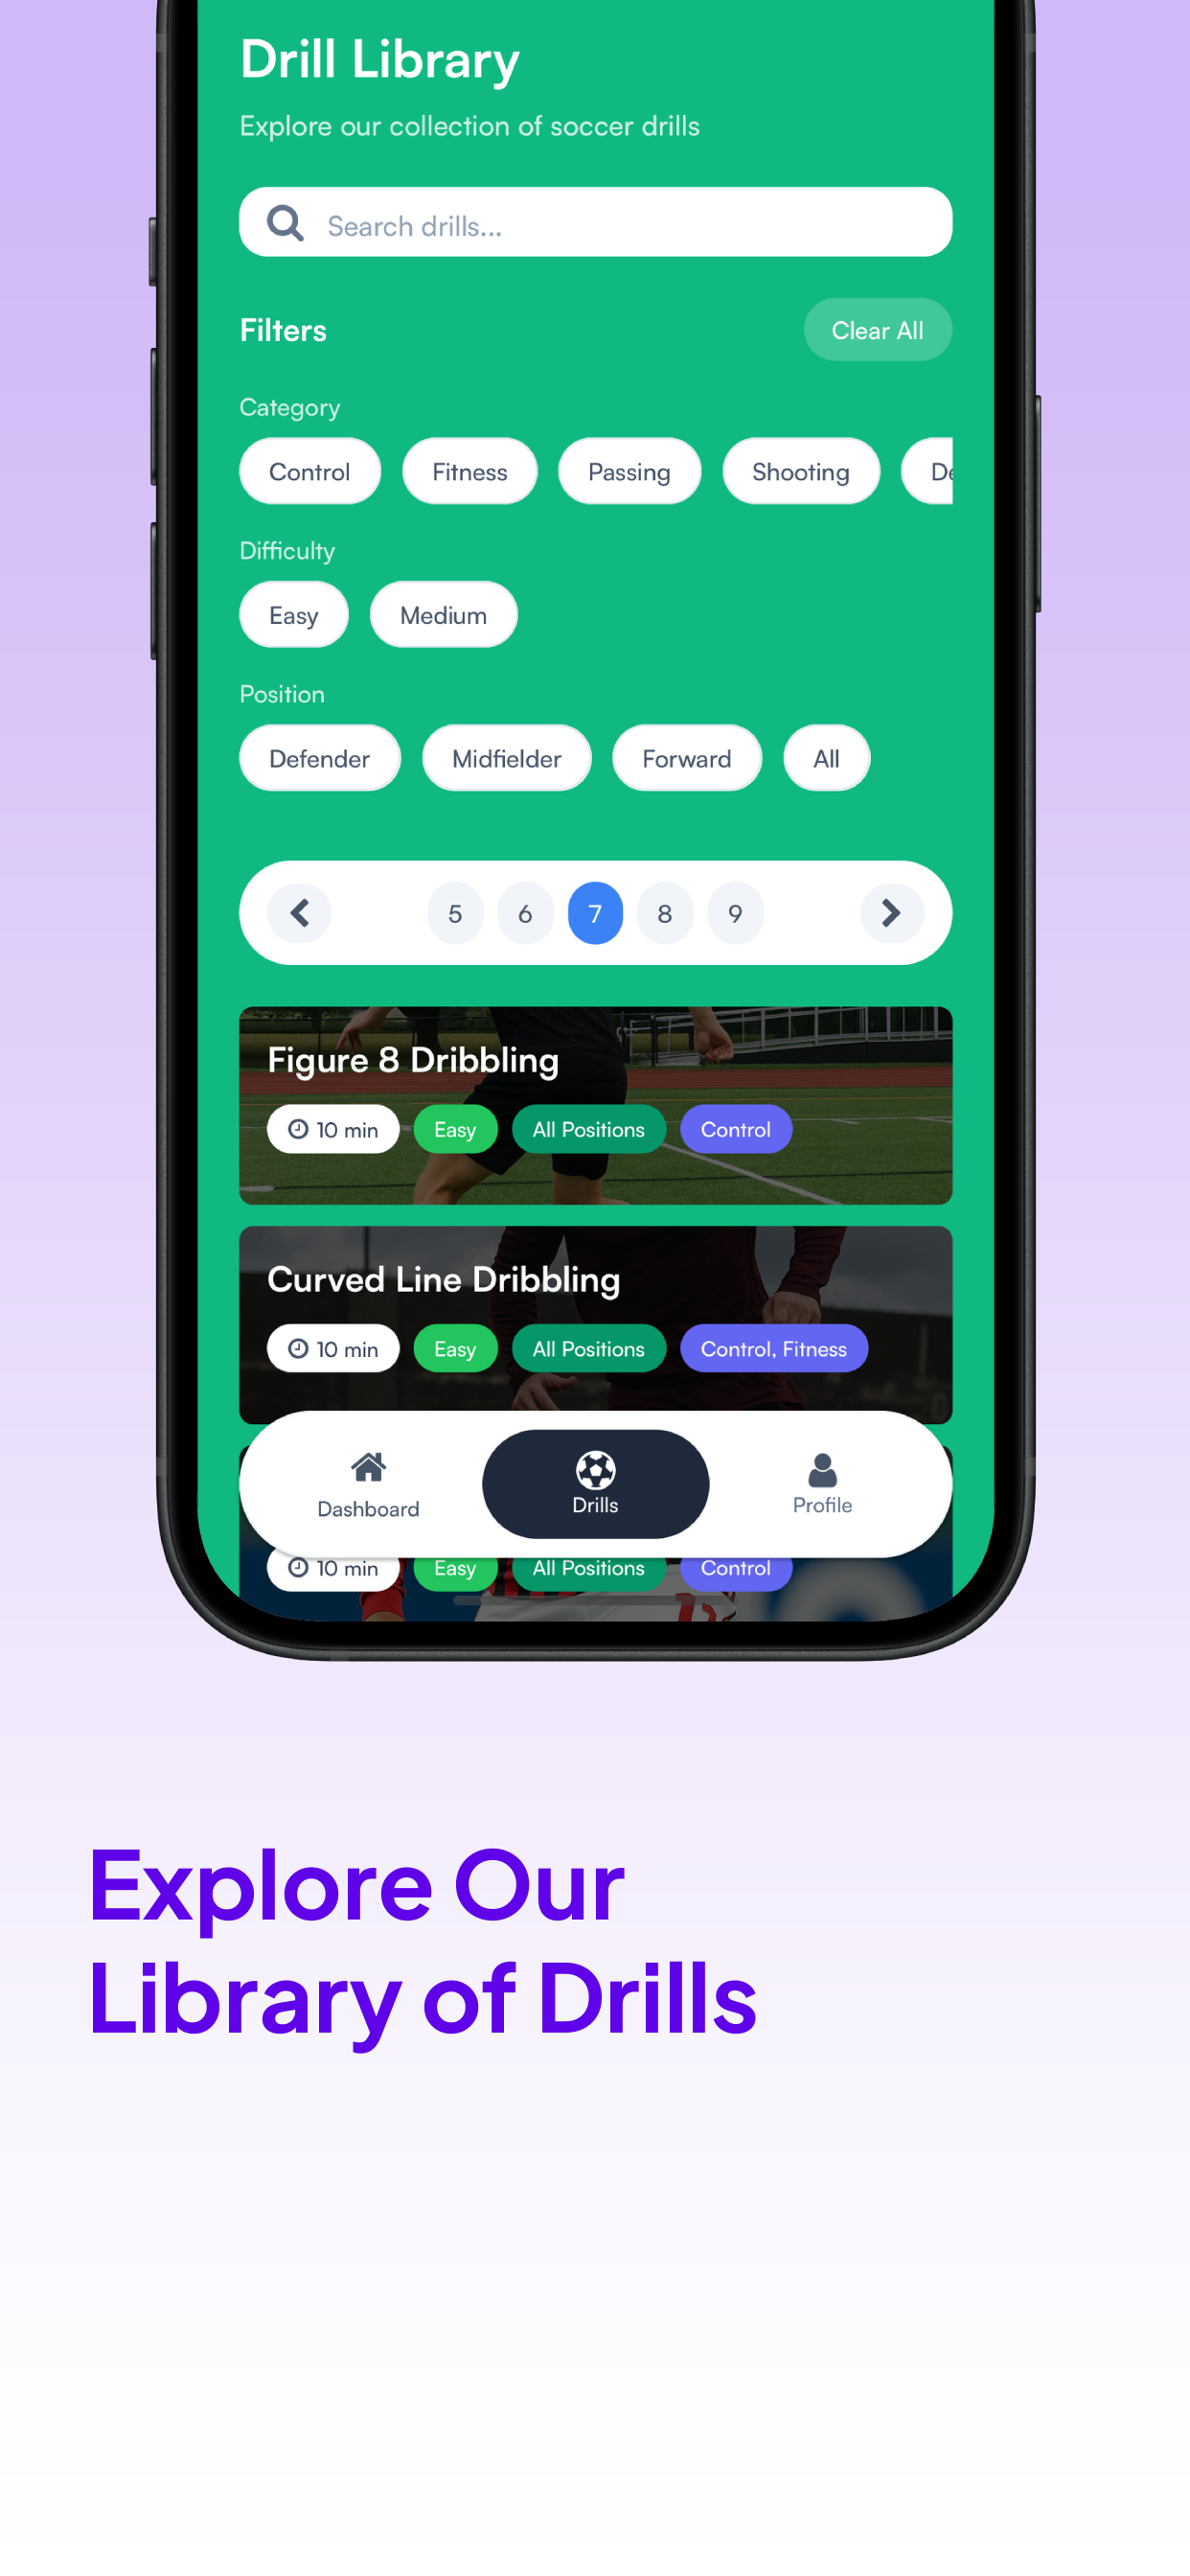 Drill Library
Explore our collection of soccer drills
Search drills...
Filters
Clear All
Category
Control Fitness Passing Shooting
Difficulty
Easy Medium
Position
Defender Midfielder Forward All
5 6 7 8 9
Figure 8 Dribbling
10 min Easy All Positions Control
Curved Line Dribbling
10 min Easy All Positions Control, Fitness
Dashboard Drills Profile
10 min Easy All Positions Control
Explore Our
Library of Drills